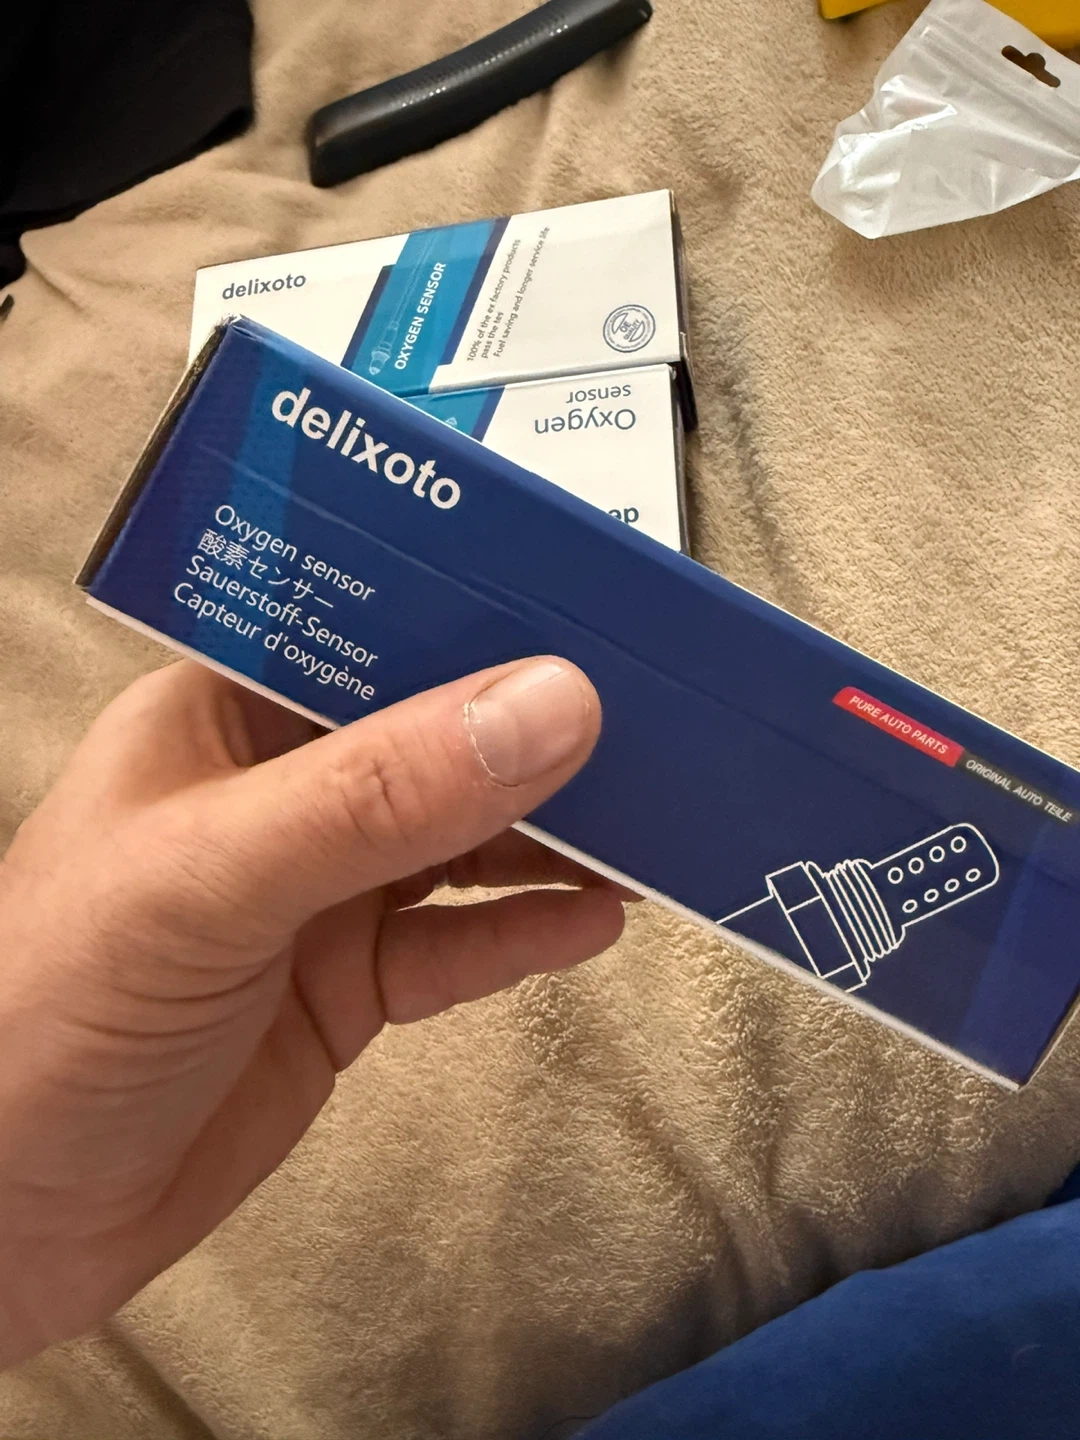 delixoto
OXYGEN SENSOR
100% of the ex factory products
pass the tes
Fuel saving and longer service life
OE
Oxygen
sensor
delixoto
Oxygen sensor
酸素センサー
Sauerstoff-Sensor
Capteur d'oxygène
PURE AUTO PARTS
ORIGINAL AUTO TEILE